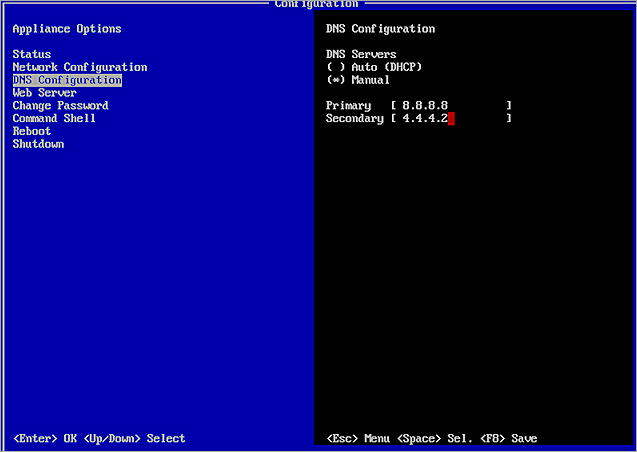 Configuration
Appliance Options
Status
Network Configuration
DNS Configuration
Web Server
Change Password
Command Shell
Reboot
Shutdown
<Enter> OK <Up/Down> Select
DNS Configuration
DNS Servers
( ) Auto (DHCP)
(*) Manual
Primary [ 8.8.8.8 ]
Secondary [ 4.4.4.2 ]
<Esc> Menu <Space> Sel. <F8> Save